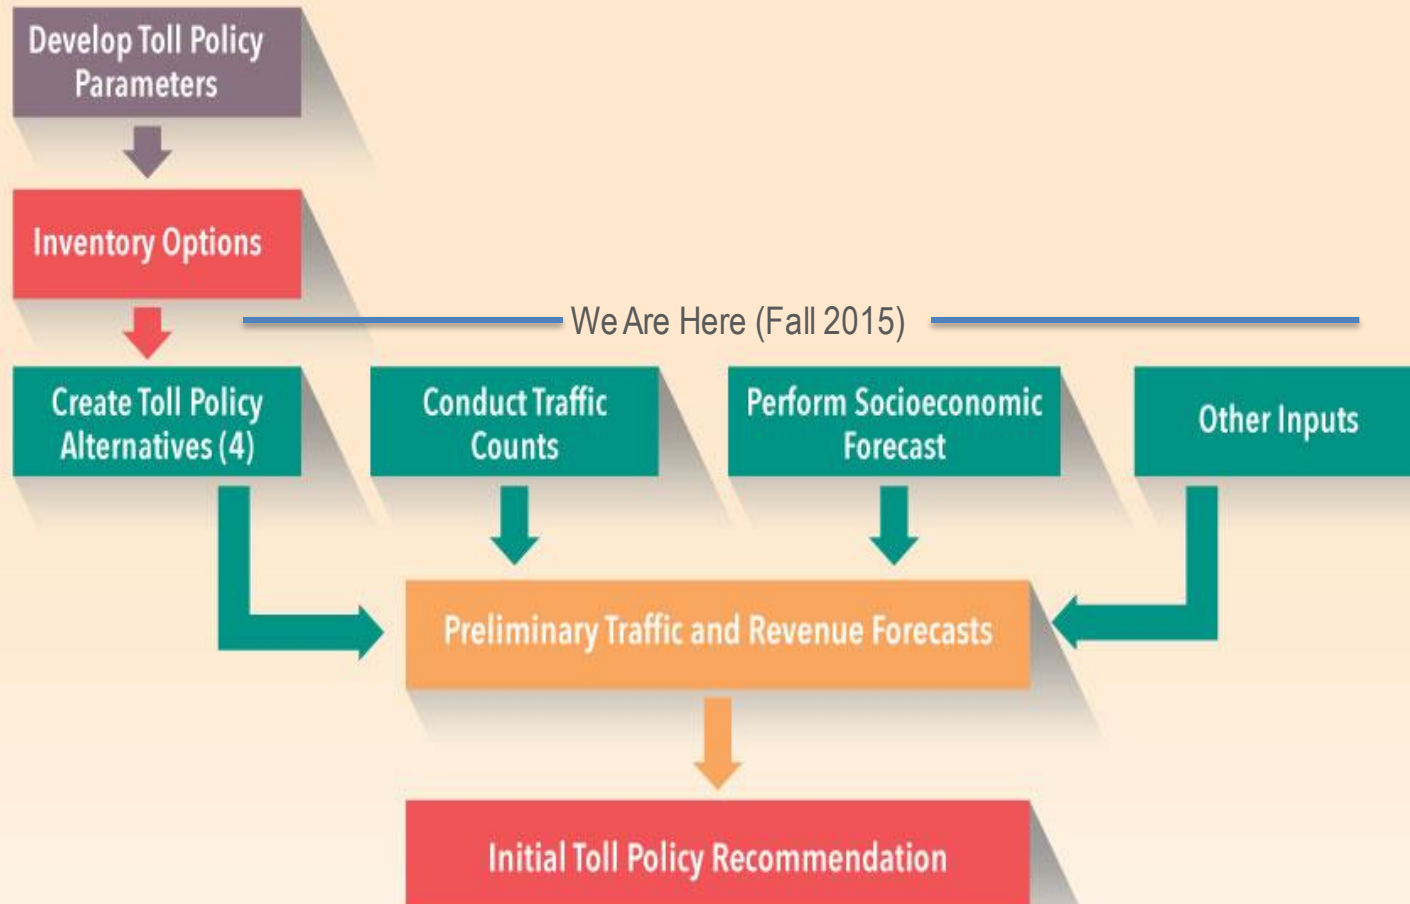 Develop Toll Policy
Parameters
Inventory Options
We Are Here (Fall 2015)
Create Toll Policy
Alternatives (4)
Conduct Traffic
Counts
Perform Socioeconomic
Forecast
Other Inputs
Preliminary Traffic and Revenue Forecasts
Initial Toll Policy Recommendation